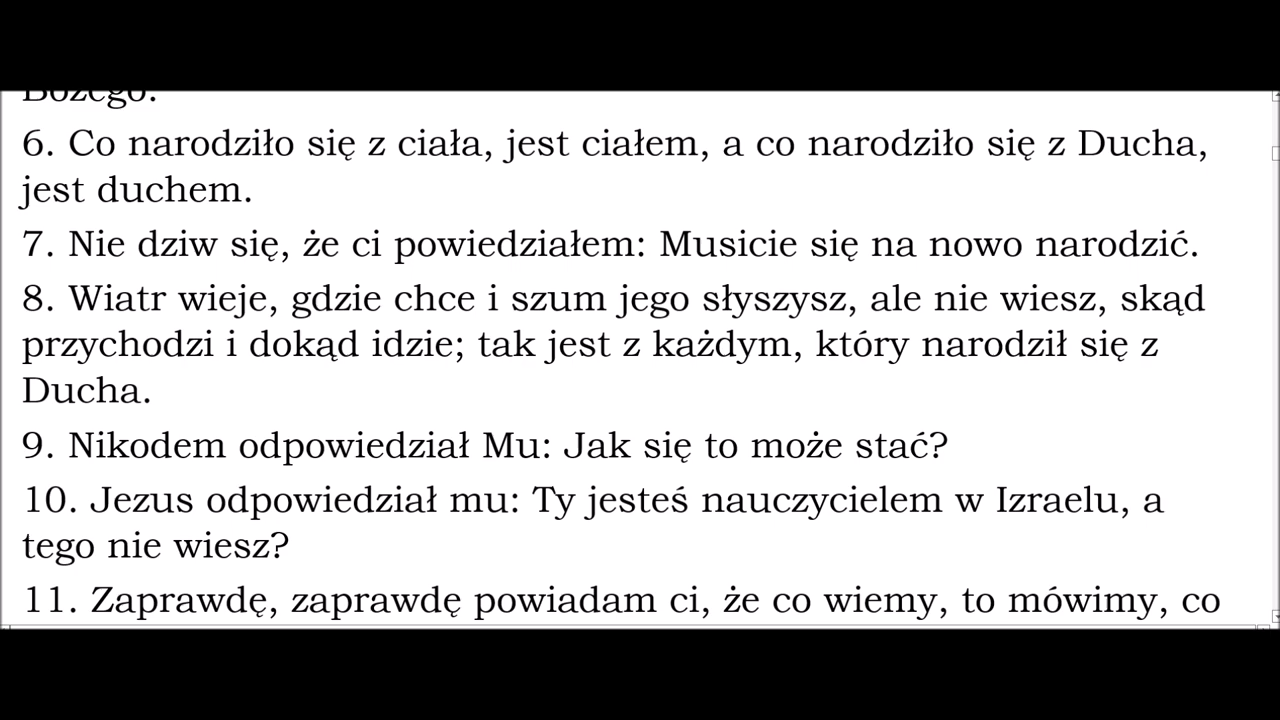 Bożego.
6. Co narodziło się z ciała, jest ciałem, a co narodziło się z Ducha,
jest duchem.
7. Nie dziw się, że ci powiedziałem: Musicie się na nowo narodzić.
8. Wiatr wieje, gdzie chce i szum jego słyszysz, ale nie wiesz, skąd
przychodzi i dokąd idzie; tak jest z każdym, który narodził się z
Ducha.
9. Nikodem odpowiedział Mu: Jak się to może stać?
10. Jezus odpowiedział mu: Ty jesteś nauczycielem w Izraelu, a
tego nie wiesz?
11. Zaprawdę, zaprawdę powiadam ci, że co wiemy, to mówimy, co